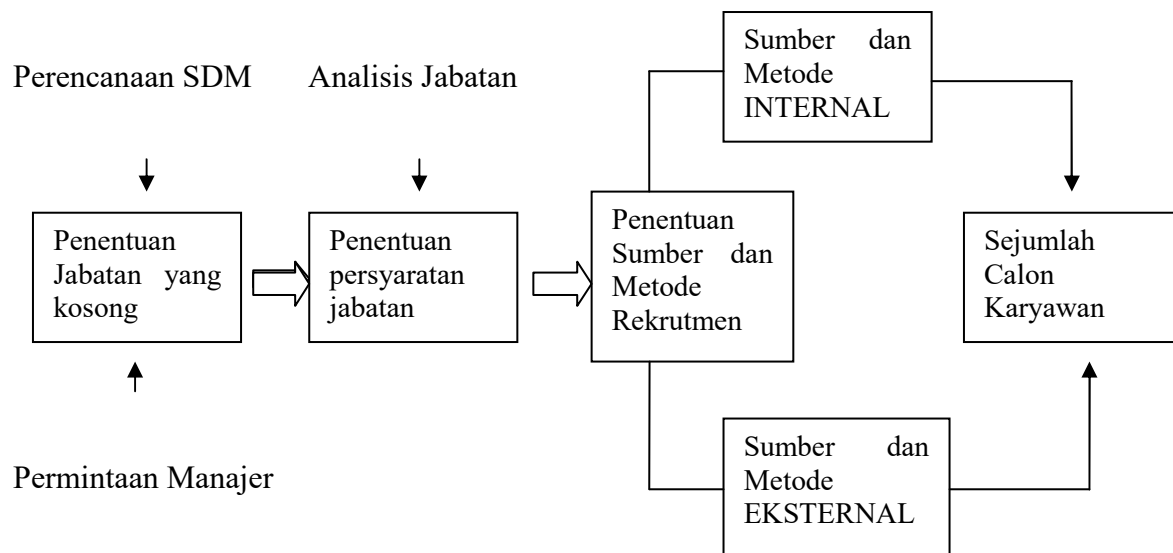 Perencanaan SDM
Analisis Jabatan
Penentuan
Jabatan yang
kosong
Permintaan Manajer
Penentuan
persyaratan
jabatan
Penentuan
Sumber dan
Metode
Rekrutmen
Sumber dan
Metode
INTERNAL
Sumber dan
Metode
EKSTERNAL
Sejumlah
Calon
Karyawan